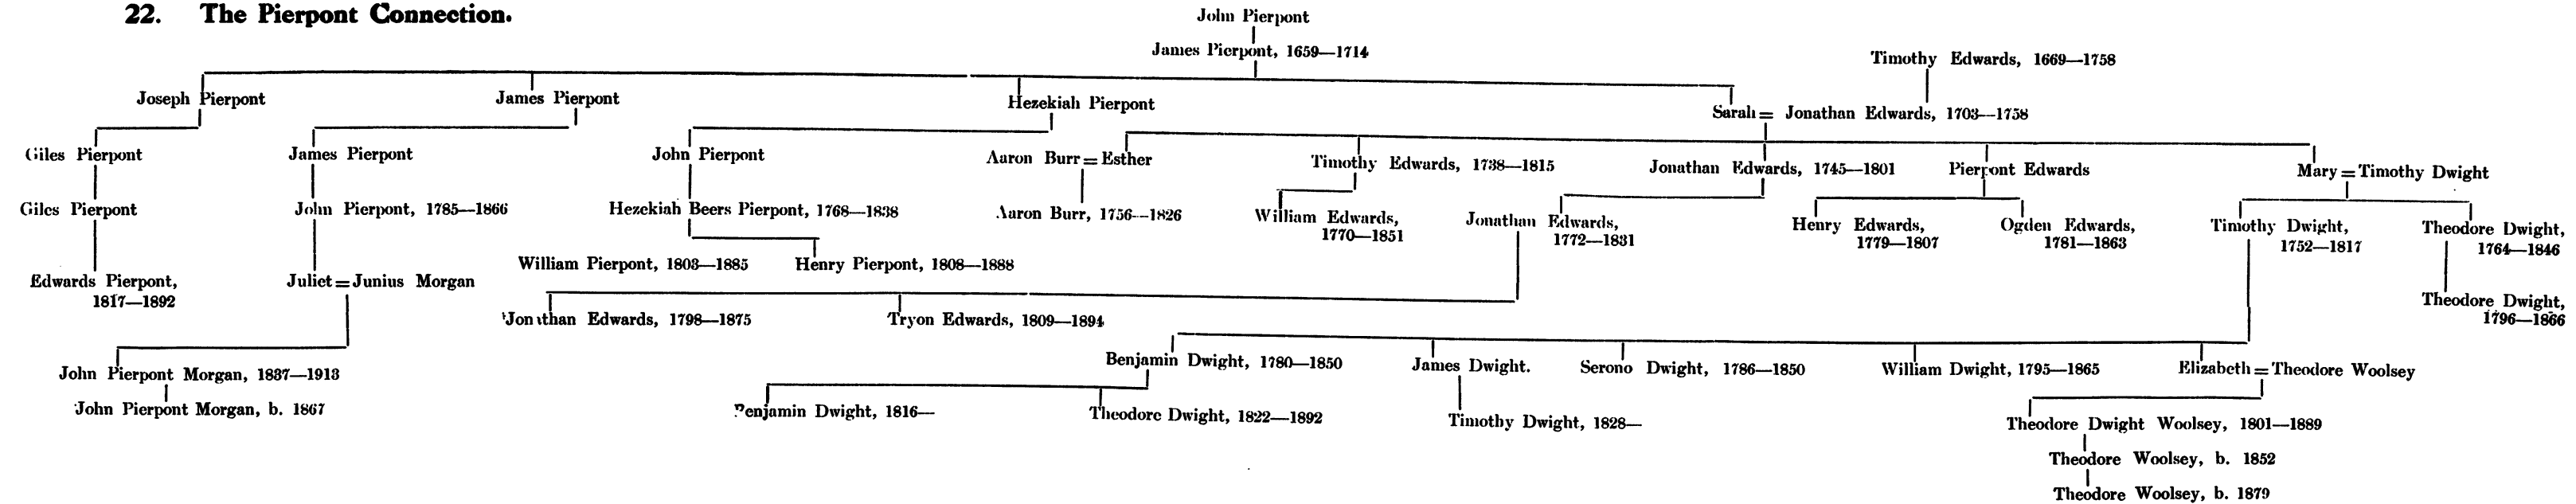 22. The Pierpont Connection.
John Pierpont
James Pierpont, 1659—1714
Timothy Edwards, 1669—1758
Joseph Pierpont
James Pierpont
Hezekiah Pierpont
Sarah = Jonathan Edwards, 1703—1758
Giles Pierpont
James Pierpont
John Pierpont
Aaron Burr = Esther
Timothy Edwards, 1738—1815
Jonathan Edwards, 1745—1801
Pierpont Edwards
Mary = Timothy Dwight
Giles Pierpont
John Pierpont, 1785—1866
Hezekiah Beers Pierpont, 1768—1838
Aaron Burr, 1756—1826
William Edwards,
1770—1851
Jonathan Edwards,
1772—1831
Henry Edwards,
1779—1807
Ogden Edwards,
1781—1863
Timothy Dwight,
1752—1817
Theodore Dwight,
1764—1846
Edwards Pierpont,
1817—1892
Juliet = Junius Morgan
William Pierpont, 1803—1885
Henry Pierpont, 1808—1888
Theodore Dwight,
1796—1866
Jonathan Edwards, 1798—1875
Tryon Edwards, 1809—1894
John Pierpont Morgan, 1837—1913
Benjamin Dwight, 1780—1850
James Dwight.
Sereno Dwight, 1786—1850
William Dwight, 1795—1865
Elizabeth = Theodore Woolsey
John Pierpont Morgan, b. 1867
Benjamin Dwight, 1816—
Theodore Dwight, 1822—1892
Timothy Dwight, 1828—
Theodore Dwight Woolsey, 1801—1889
Theodore Woolsey, b. 1852
Theodore Woolsey, b. 1879